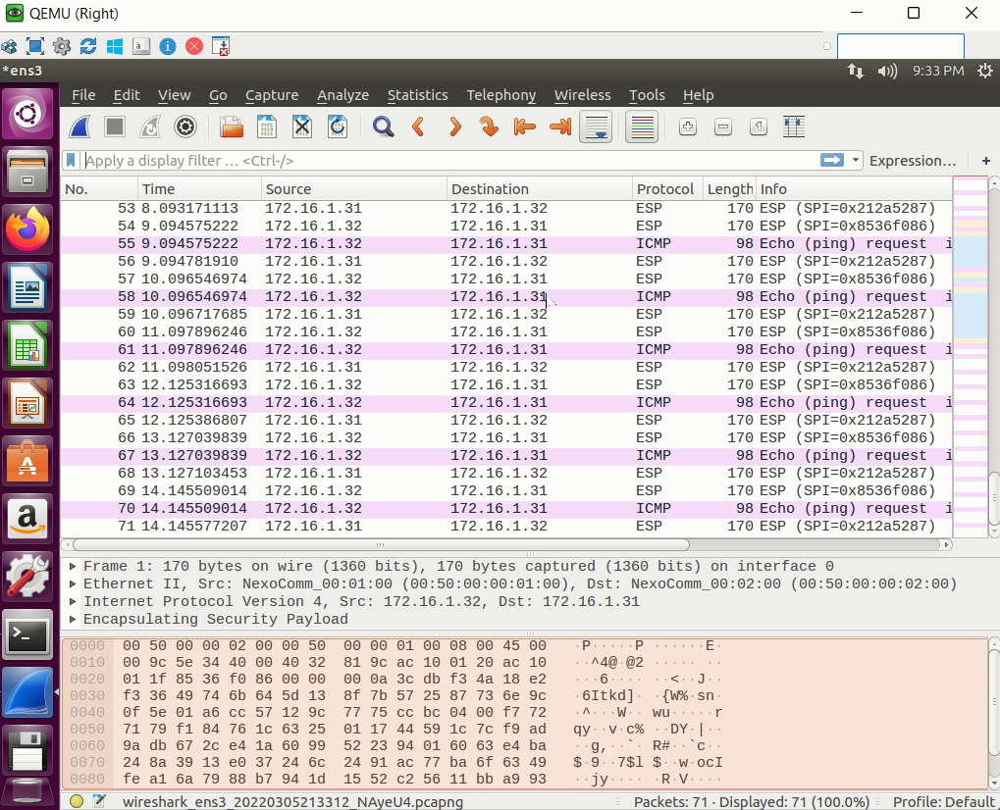 QEMU (Right)
*ens3
9:33 PM
File Edit View Go Capture Analyze Statistics Telephony Wireless Tools Help
Apply a display filter … <Ctrl-/> Expression… +
No. Time Source Destination Protocol Length Info
53 8.093171113 172.16.1.31 172.16.1.32 ESP 170 ESP (SPI=0x212a5287)
54 9.094575222 172.16.1.32 172.16.1.31 ESP 170 ESP (SPI=0x8536f086)
55 9.094575222 172.16.1.32 172.16.1.31 ICMP 98 Echo (ping) request i
56 9.094781910 172.16.1.31 172.16.1.32 ESP 170 ESP (SPI=0x212a5287)
57 10.096546974 172.16.1.32 172.16.1.31 ESP 170 ESP (SPI=0x8536f086)
58 10.096546974 172.16.1.32 172.16.1.31 ICMP 98 Echo (ping) request i
59 10.096717685 172.16.1.31 172.16.1.32 ESP 170 ESP (SPI=0x212a5287)
60 11.097896246 172.16.1.32 172.16.1.31 ESP 170 ESP (SPI=0x8536f086)
61 11.097896246 172.16.1.32 172.16.1.31 ICMP 98 Echo (ping) request i
62 11.098051526 172.16.1.31 172.16.1.32 ESP 170 ESP (SPI=0x212a5287)
63 12.125316693 172.16.1.32 172.16.1.31 ESP 170 ESP (SPI=0x8536f086)
64 12.125316693 172.16.1.32 172.16.1.31 ICMP 98 Echo (ping) request i
65 12.125386807 172.16.1.31 172.16.1.32 ESP 170 ESP (SPI=0x212a5287)
66 13.127039839 172.16.1.32 172.16.1.31 ESP 170 ESP (SPI=0x8536f086)
67 13.127039839 172.16.1.32 172.16.1.31 ICMP 98 Echo (ping) request i
68 13.127103453 172.16.1.31 172.16.1.32 ESP 170 ESP (SPI=0x212a5287)
69 14.145509014 172.16.1.32 172.16.1.31 ESP 170 ESP (SPI=0x8536f086)
70 14.145509014 172.16.1.32 172.16.1.31 ICMP 98 Echo (ping) request i
71 14.145577207 172.16.1.31 172.16.1.32 ESP 170 ESP (SPI=0x212a5287)
Frame 1: 170 bytes on wire (1360 bits), 170 bytes captured (1360 bits) on interface 0
Ethernet II, Src: NexoComm_00:01:00 (00:50:00:00:01:00), Dst: NexoComm_00:02:00 (00:50:00:00:02:00)
Internet Protocol Version 4, Src: 172.16.1.32, Dst: 172.16.1.31
Encapsulating Security Payload
0000 00 50 00 00 02 00 00 50 00 00 01 00 08 00 45 00 ·P·····P ······E·
0010 00 9c 5e 34 40 00 40 32 81 9c ac 10 01 20 ac 10 ··^4@·@2 ····· ··
0020 01 1f 85 36 f0 86 00 00 00 0a 3c db f3 4a 18 e2 ···6···· ··<··J··
0030 f3 36 49 74 6b 64 5d 13 8f 7b 57 25 87 73 6e 9c ·6Itkd]· ·{W%·sn·
0040 0f 5e 01 a6 cc 57 12 9c 77 75 cc bc 04 00 f7 72 ·^···W·· wu·····r
0050 71 79 f1 84 76 1c 63 25 01 17 44 59 1c 7c f9 ad qy··v·c% ··DY·|··
0060 9a db 67 2c e4 1a 60 99 52 23 94 01 60 63 e4 ba ··g,··`· R#··`c··
0070 24 8a 39 13 e0 37 24 6c 24 91 ac 77 ba 6f 63 49 $·9··7$l $··w·ocI
0080 fe a1 6a 79 88 b7 94 1d 15 52 c2 56 11 bb a9 93 ··jy···· ·R·V····
wireshark_ens3_20220305213312_NAyeU4.pcapng Packets: 71 · Displayed: 71 (100.0%) Profile: Default